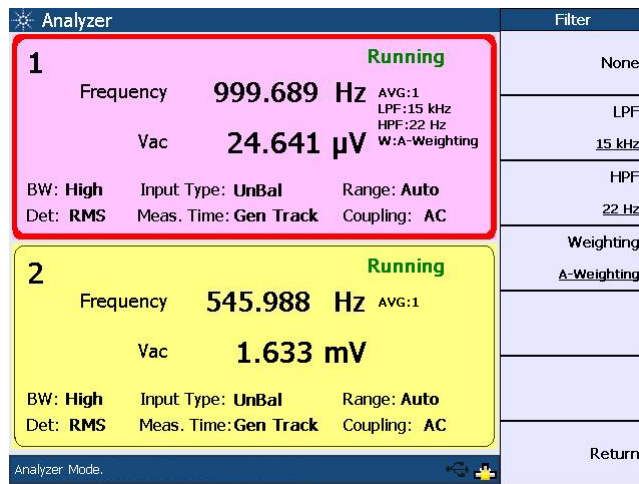 Analyzer
Filter
1
Running
Frequency 999.689 Hz AVG:1
LPF:15 kHz
HPF:22 Hz
Vac 24.641 µV W:A-Weighting
BW: High Input Type: UnBal Range: Auto
Det: RMS Meas. Time: Gen Track Coupling: AC
2
Running
Frequency 545.988 Hz AVG:1
Vac 1.633 mV
BW: High Input Type: UnBal Range: Auto
Det: RMS Meas. Time: Gen Track Coupling: AC
Analyzer Mode.
None
LPF
15 kHz
HPF
22 Hz
Weighting
A-Weighting
Return